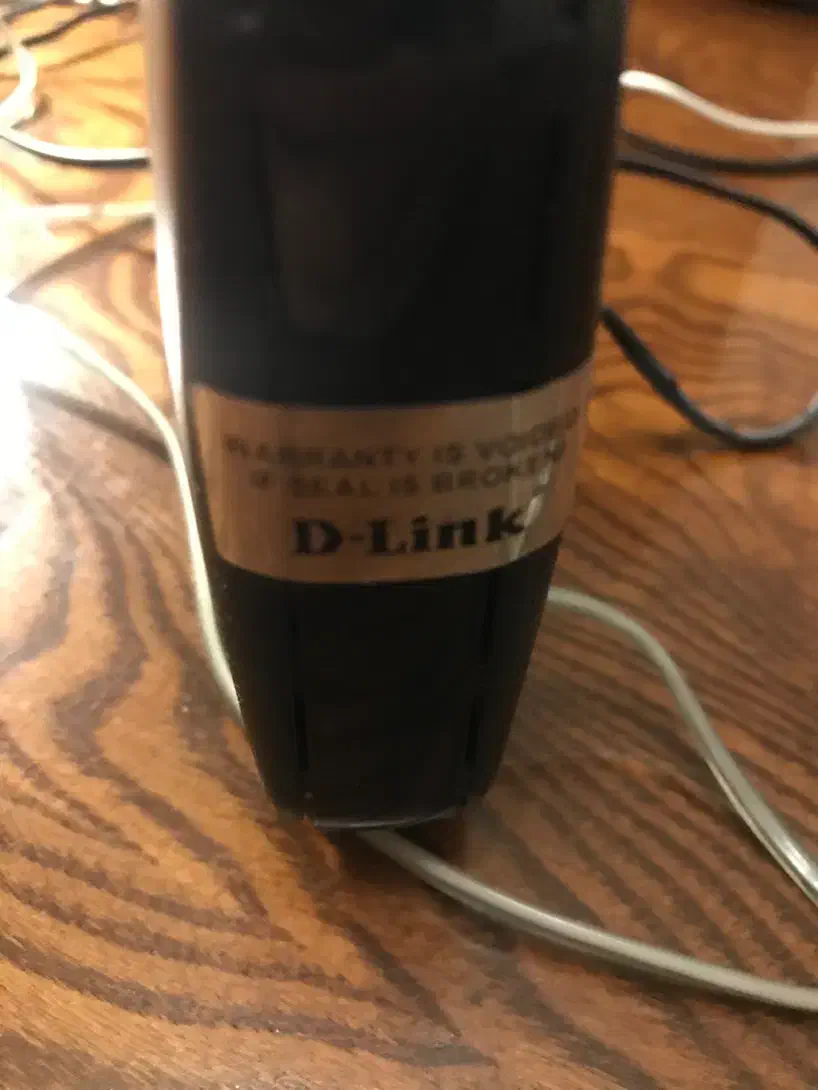 WARRANTY IS VOIDED
IF SEAL IS BROKEN
D-Link